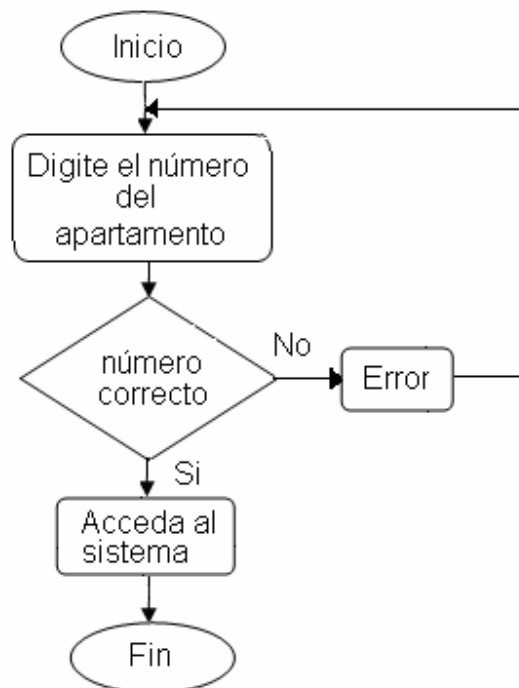 Inicio
Digite el número
del
apartamento
número
correcto
No
Error
Si
Acceda al
sistema
Fin